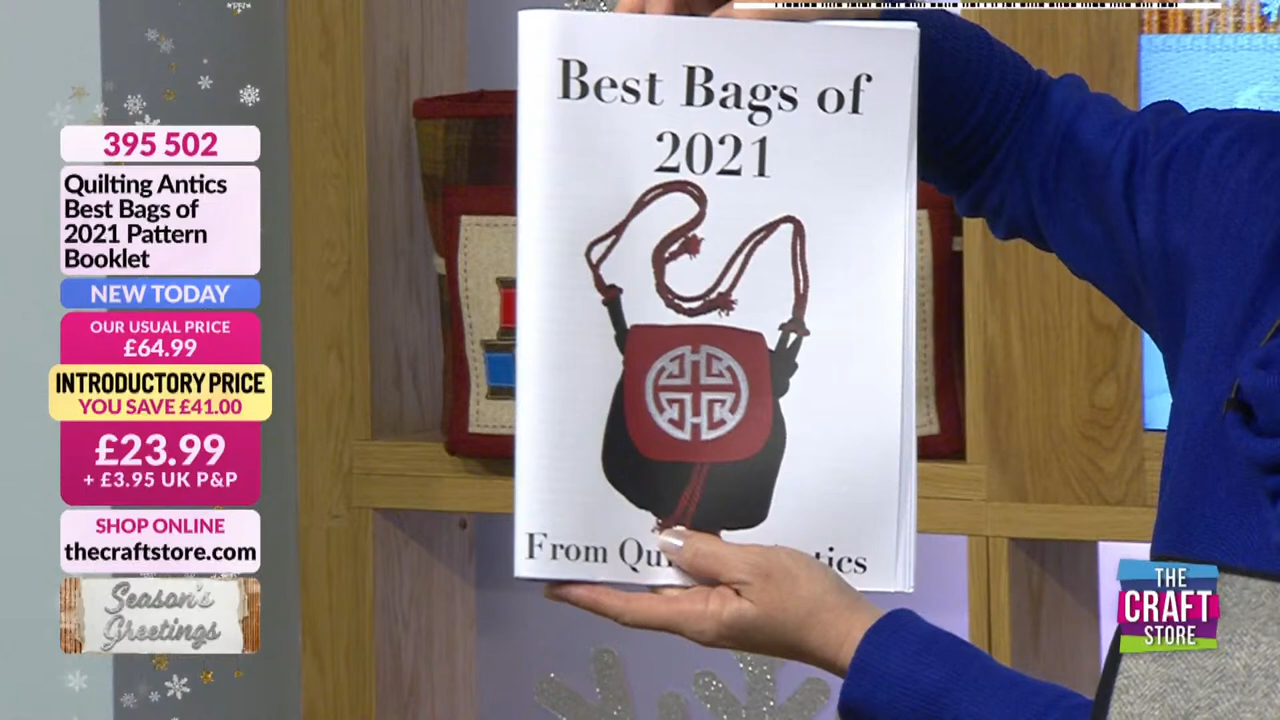 395 502
Quilting Antics
Best Bags of
2021 Pattern
Booklet
NEW TODAY
OUR USUAL PRICE
£64.99
INTRODUCTORY PRICE
YOU SAVE £41.00
£23.99
+ £3.95 UK P&P
SHOP ONLINE
thecraftstore.com
Season's
Greetings
Best Bags of
2021
From Qui tics
THE
CRAFT
STORE